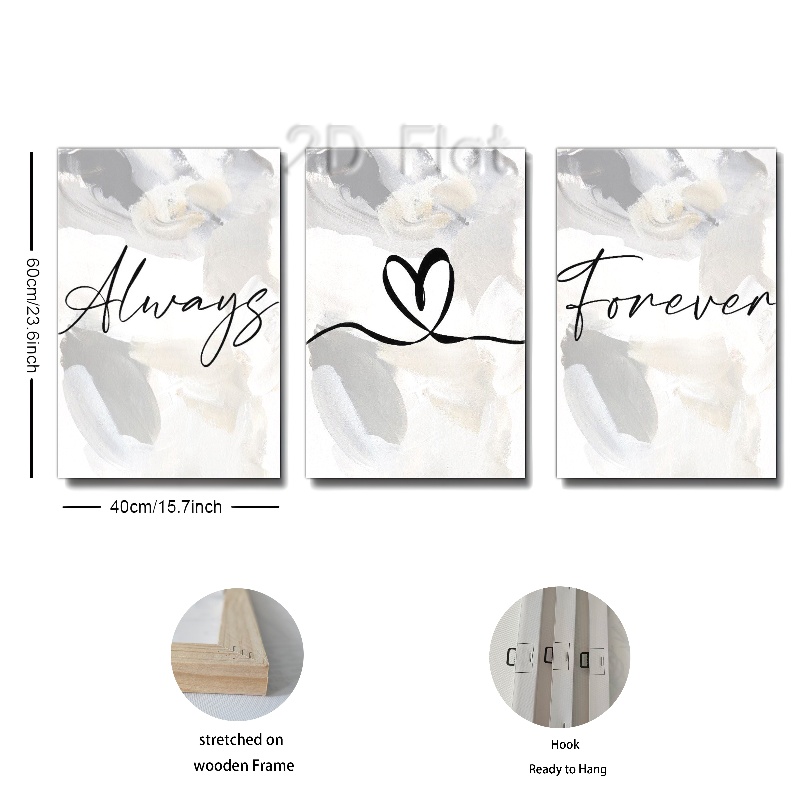 2D Flat
Always
Forever
60cm/23.6inch
40cm/15.7inch
stretched on
wooden Frame
Hook
Ready to Hang